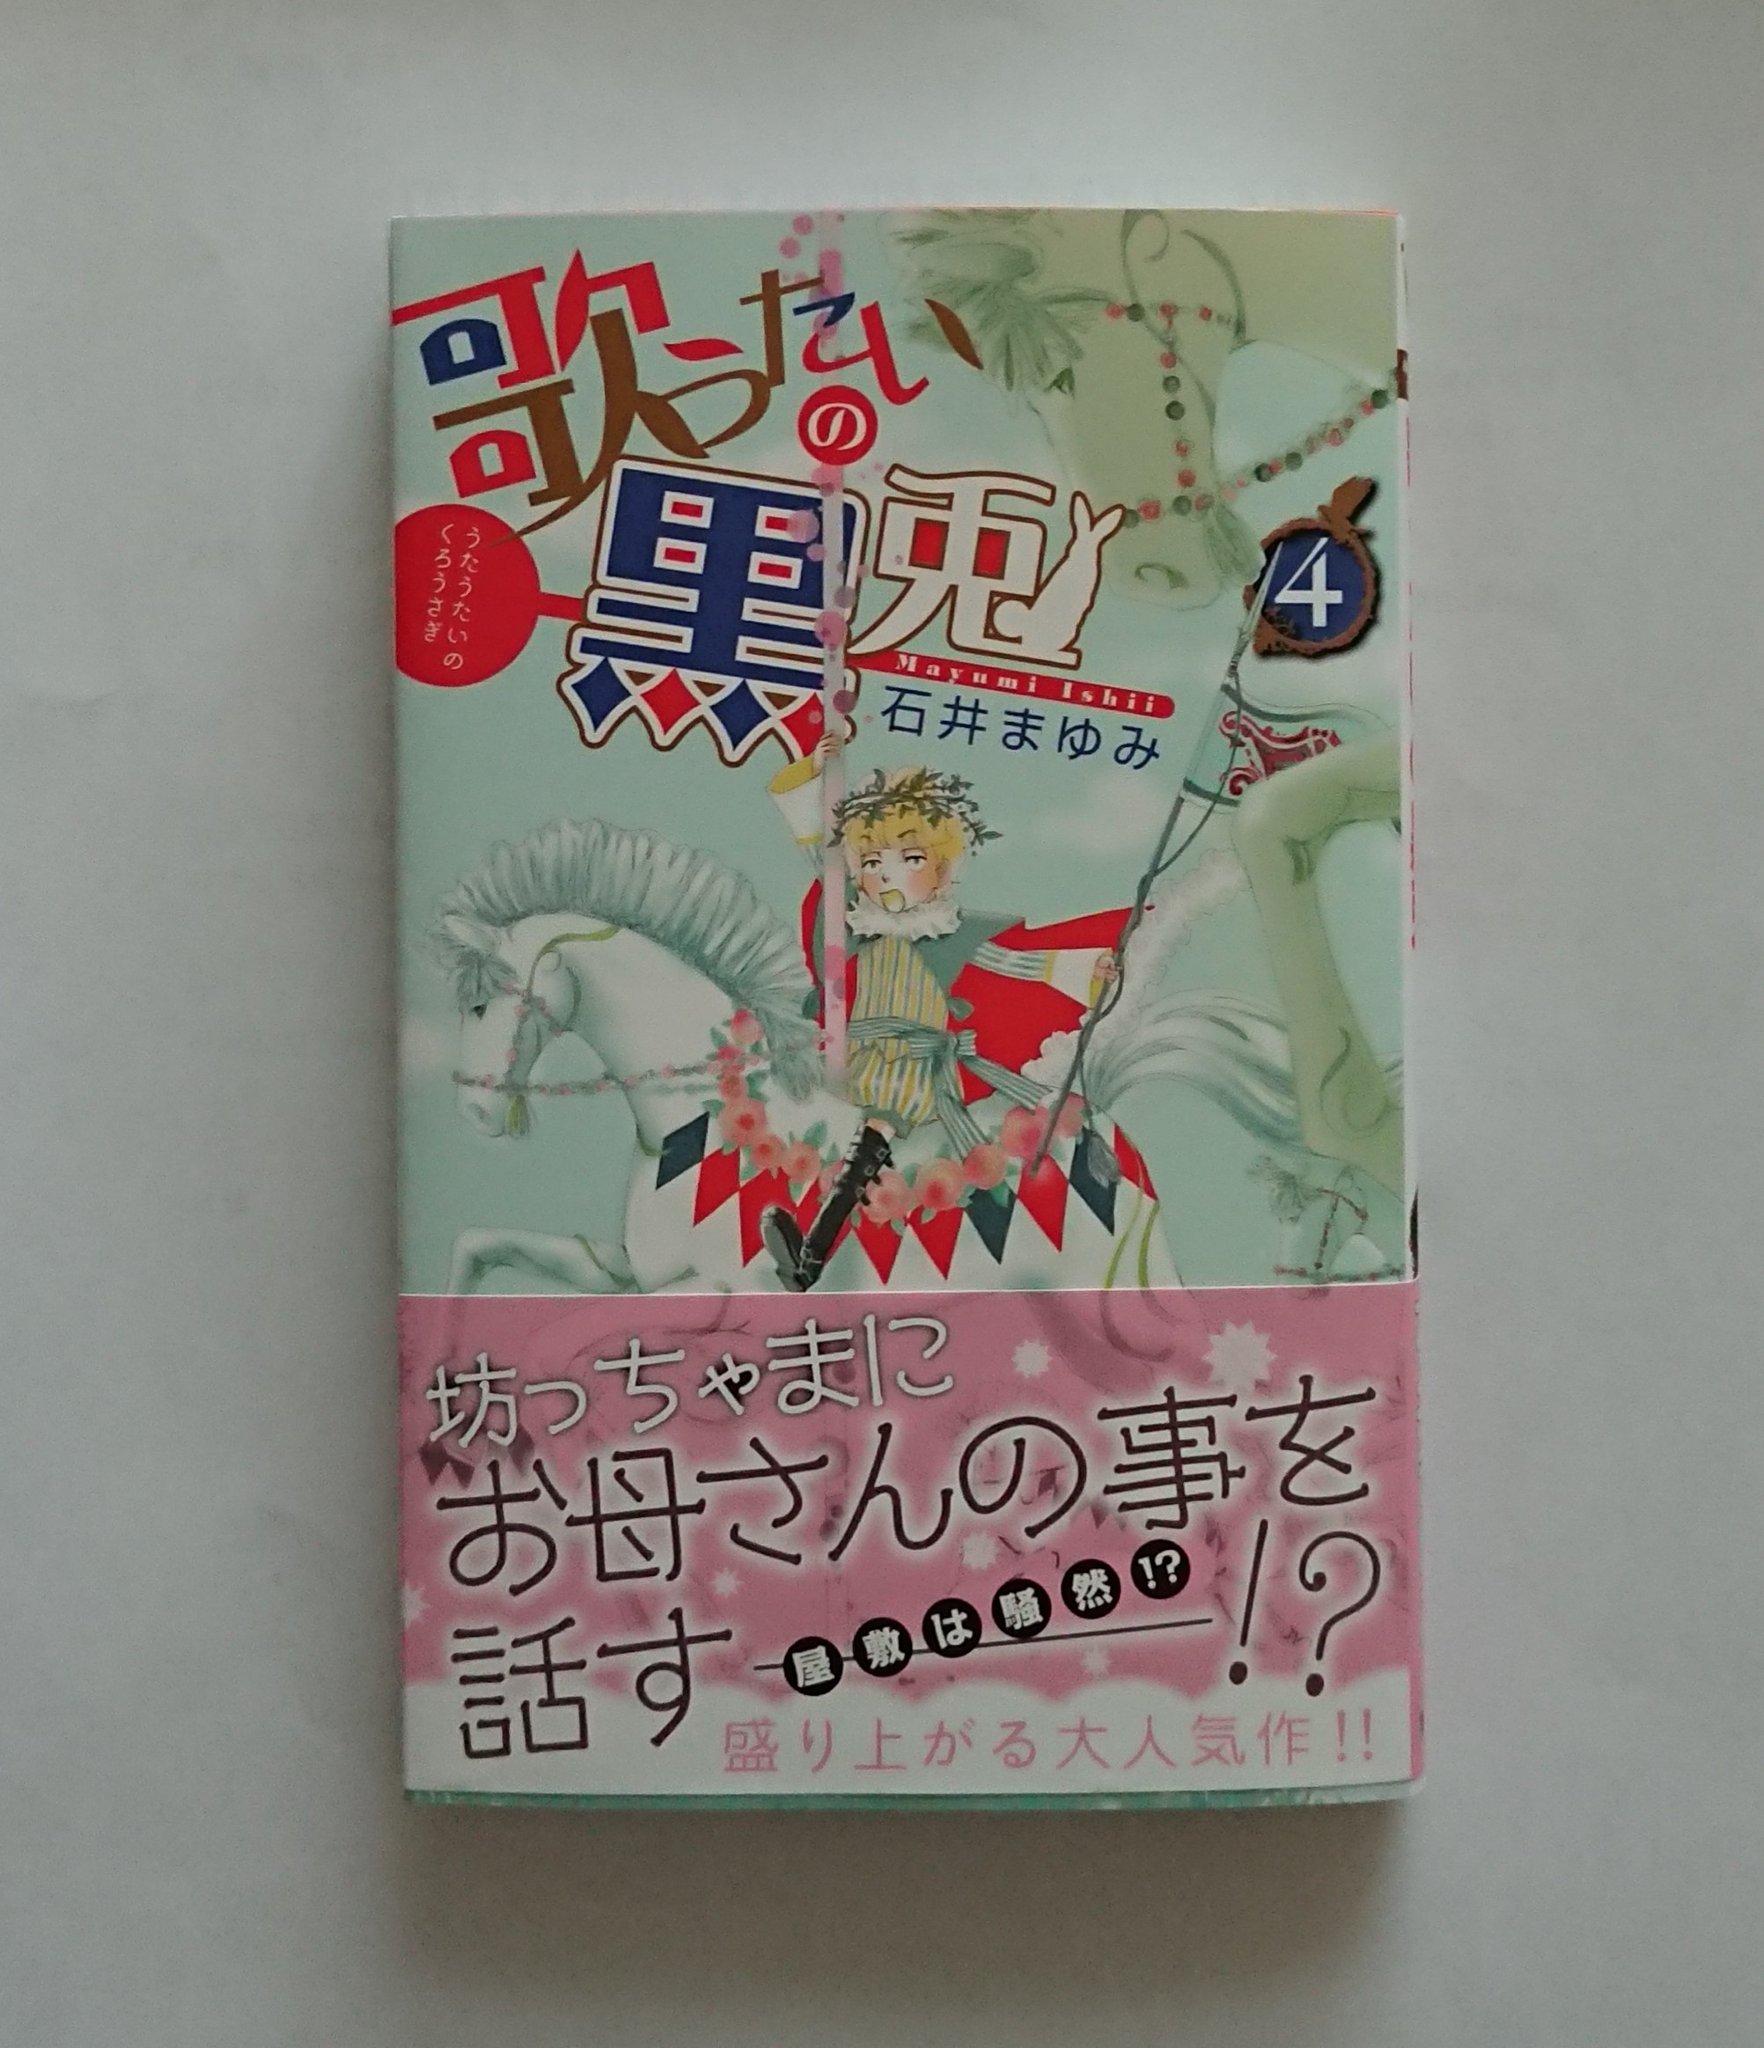 歌うたいの
黒兎
うたうたいの
くろうさぎ
4
Mayumi Ishii
石井まゆみ
坊っちゃまに
お母さんの事を
話す!?
屋敷は騒然!?
盛り上がる大人気作!!